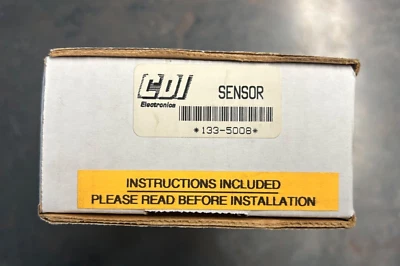 CDI
Electronics
SENSOR
*133-5008*
INSTRUCTIONS INCLUDED
PLEASE READ BEFORE INSTALLATION